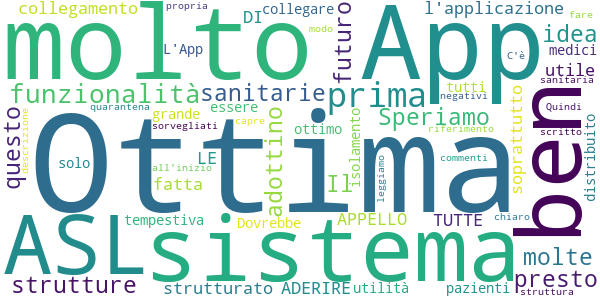 collegamento propria DI collegare futuro l'applicazione fare
molto L'App modo App C'è idea medici
funzionalità sanitarie prima tutti utile sanitaria
questo quarantena grande essere negativi Quindi
descrizione sorvegliati capre ottimo Speriamo scritto distribuito
Ottima solo LE adottino isolamento riferimento soprattutto ben
all'inizio fatta Il leggiamo commenti
ASL tempestiva Dovrebbe APPELLO TUTTE chiaro
sistema molte
strutture strutturato ADERIRE utilità pazienti presto
struttura